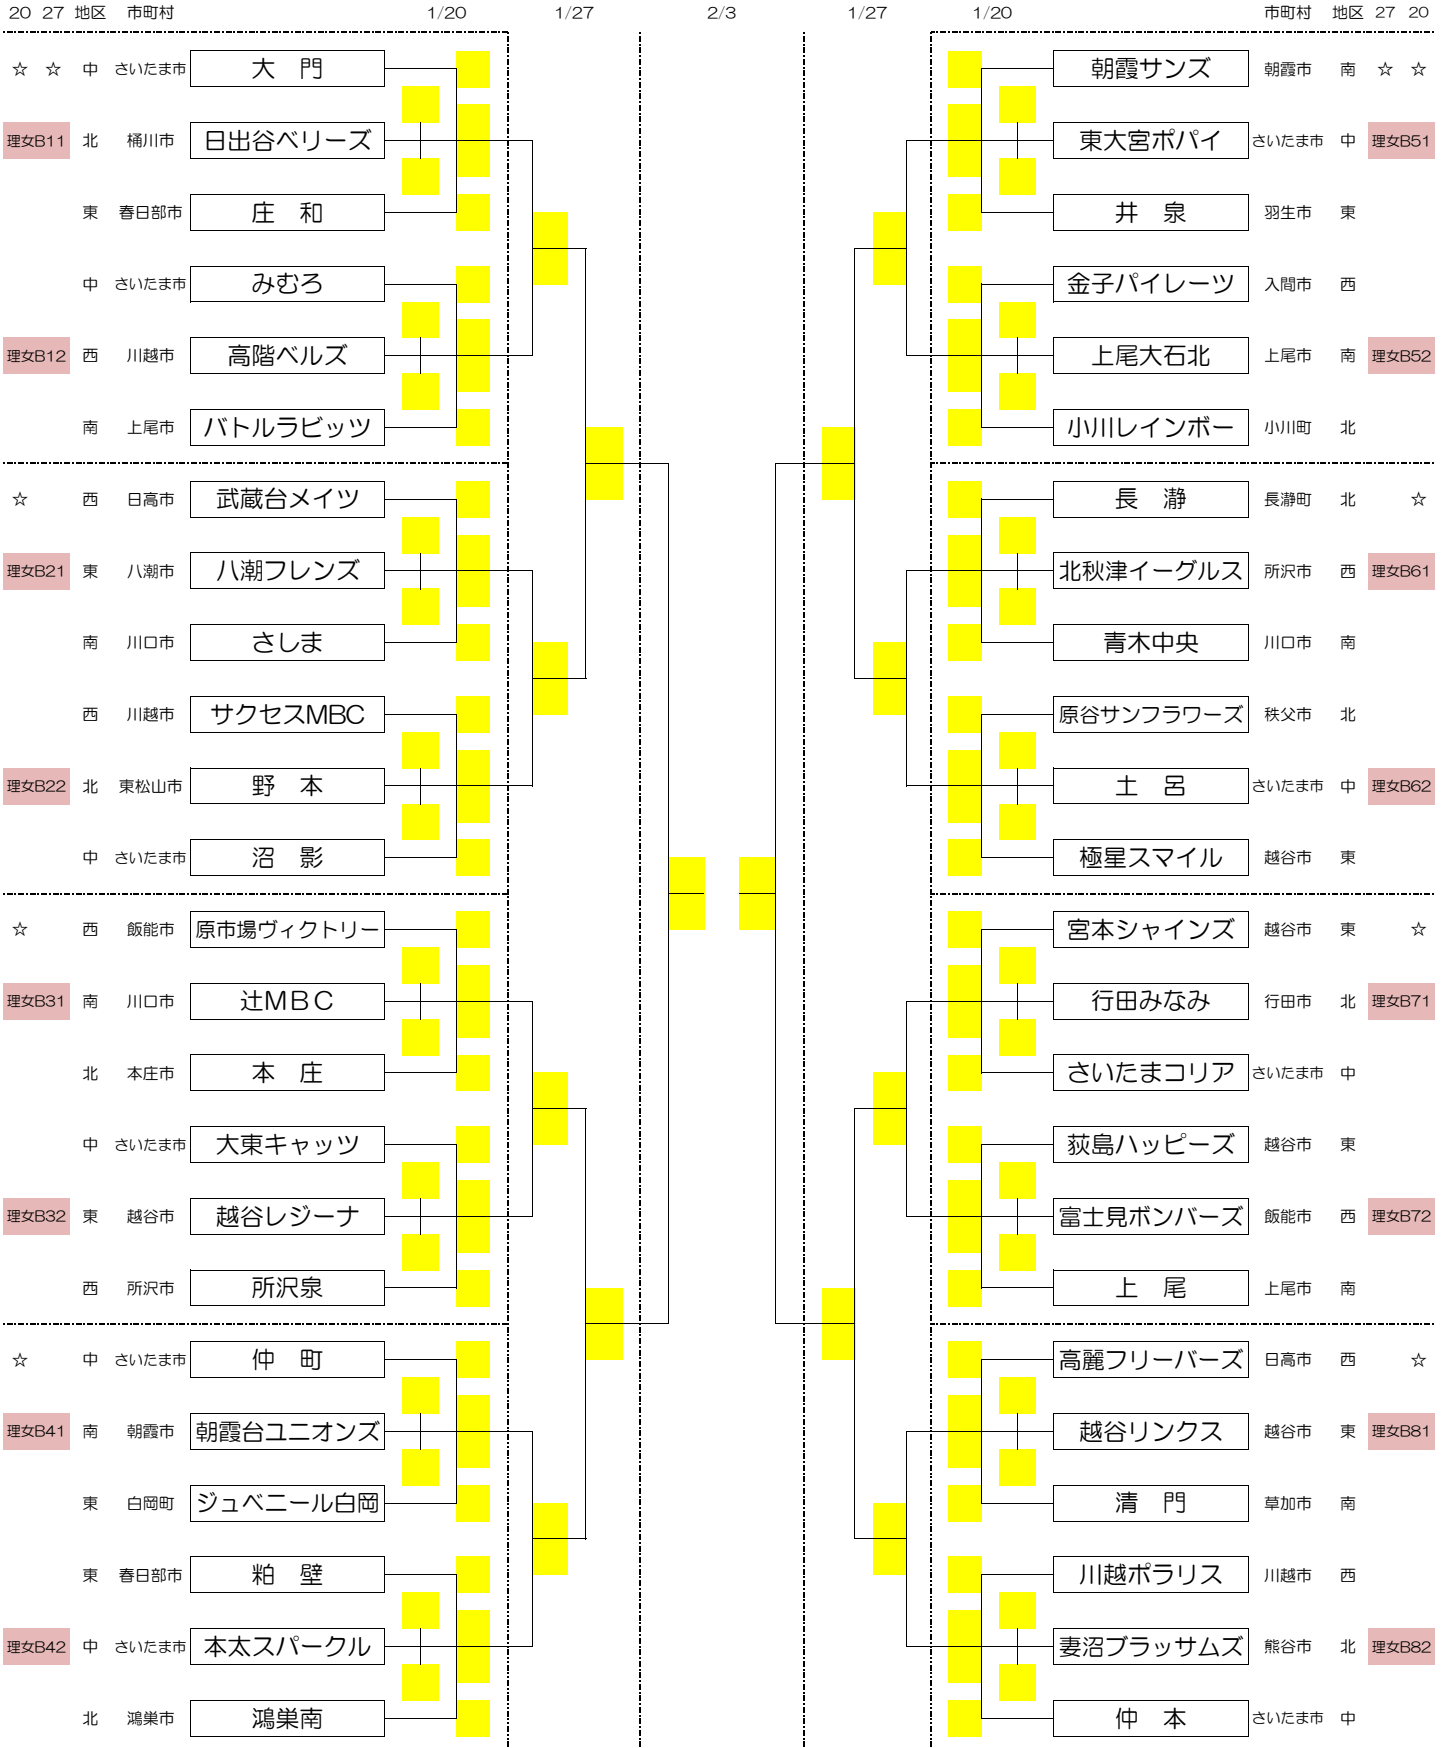 20 27 地区 市町村 1/20 1/27 2/3 1/27 1/20 市町村 地区 27 20
☆ ☆ 中 さいたま市 大 門 朝霞サンズ 朝霞市 南 ☆ ☆
理女B11 北 桶川市 日出谷ベリーズ 東大宮ポパイ さいたま市 中 理女B51
東 春日部市 庄 和 井 泉 羽生市 東
中 さいたま市 みむろ 金子パイレーツ 入間市 西
理女B12 西 川越市 高階ベルズ 上尾大石北 上尾市 南 理女B52
南 上尾市 バトルラビッツ 小川レインボー 小川町 北
☆ 西 日高市 武蔵台メイツ 長 瀞 長瀞町 北 ☆
理女B21 東 八潮市 八潮フレンズ 北秋津イーグルス 所沢市 西 理女B61
南 川口市 さしま 青木中央 川口市 南
西 川越市 サクセスMBC 原谷サンフラワーズ 秩父市 北
理女B22 北 東松山市 野 本 土 呂 さいたま市 中 理女B62
中 さいたま市 沼 影 極星スマイル 越谷市 東
☆ 西 飯能市 原市場ヴィクトリー 宮本シャインズ 越谷市 東 ☆
理女B31 南 川口市 辻MBC 行田みなみ 行田市 北 理女B71
北 本庄市 本 庄 さいたまコリア さいたま市 中
中 さいたま市 大東キャッツ 荻島ハッピーズ 越谷市 東
理女B32 東 越谷市 越谷レジーナ 富士見ボンバーズ 飯能市 西 理女B72
西 所沢市 所沢泉 上 尾 上尾市 南
☆ 中 さいたま市 仲 町 高麗フリーバーズ 日高市 西 ☆
理女B41 南 朝霞市 朝霞台ユニオンズ 越谷リンクス 越谷市 東 理女B81
東 白岡町 ジュベニール白岡 清 門 草加市 南
東 春日部市 粕 壁 川越ポラリス 川越市 西
理女B42 中 さいたま市 本太スパークル 妻沼ブラッサムズ 熊谷市 北 理女B82
北 鴻巣市 鴻巣南 仲 本 さいたま市 中